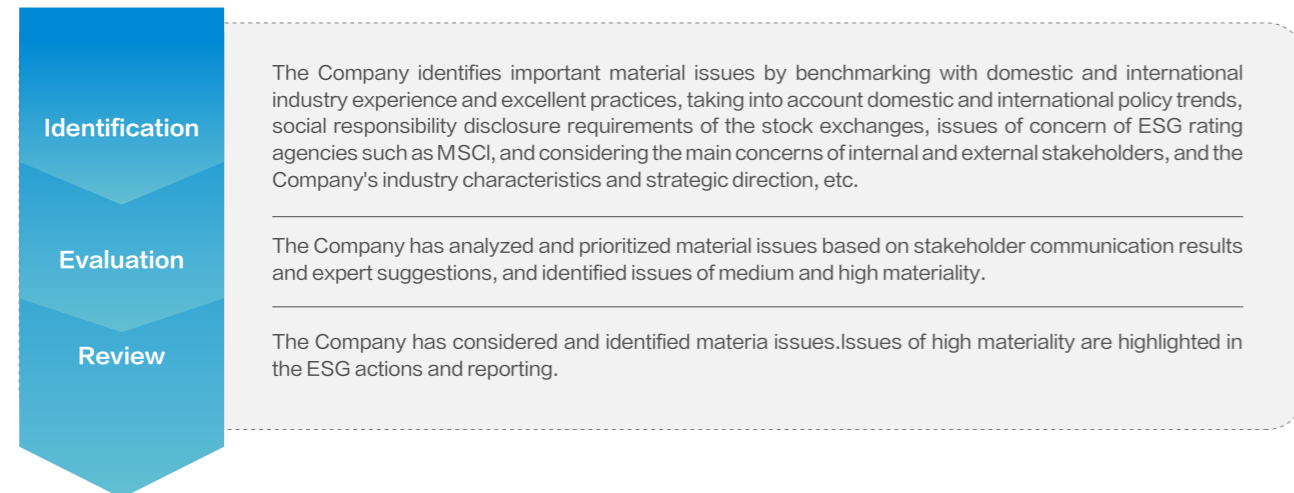 Identification
The Company identifies important material issues by benchmarking with domestic and international
industry experience and excellent practices, taking into account domestic and international policy trends,
social responsibility disclosure requirements of the stock exchanges, issues of concern of ESG rating
agencies such as MSCI, and considering the main concerns of internal and external stakeholders, and the
Company's industry characteristics and strategic direction, etc.
Evaluation
The Company has analyzed and prioritized material issues based on stakeholder communication results
and expert suggestions, and identified issues of medium and high materiality.
Review
The Company has considered and identified materia issues.Issues of high materiality are highlighted in
the ESG actions and reporting.